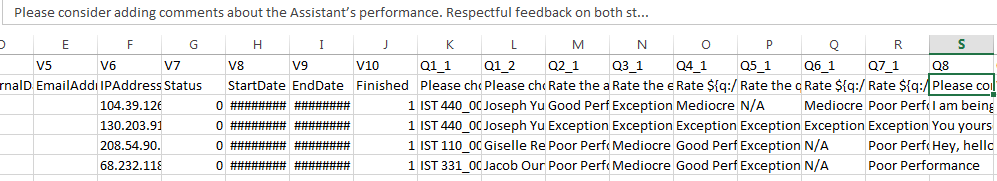 Please consider adding comments about the Assistant's performance. Respectful feedback on both st...
D E F G H I J K L M N O P Q R S
V5 V6 V7 V8 V9 V10 Q1_1 Q1_2 Q2_1 Q3_1 Q4_1 Q5_1 Q6_1 Q7_1 Q8
rnalD EmailAddr IPAddress Status StartDate EndDate Finished Please cho Please cho Rate the a Rate the e Rate ${q:/ Rate the q Rate ${q:/ Rate ${q:/ Please co
104.39.126 0 ######## ######## 1 IST 440_00 Joseph Yu Good Perf Exception Mediocre N/A Mediocre Poor Perfo I am being
130.203.91 0 ######## ######## 1 IST 440_00 Joseph Yu Exception Exception Exception Exception Exception Exception You yours
208.54.90. 0 ######## ######## 1 IST 110_00 Giselle Re Poor Perfo Mediocre Good Perf Exception N/A Poor Perfo Hey, hello
68.232.118 0 ######## ######## 1 IST 331_00 Jacob Our Poor Perfo Mediocre Good Perf Exception N/A Poor Performance